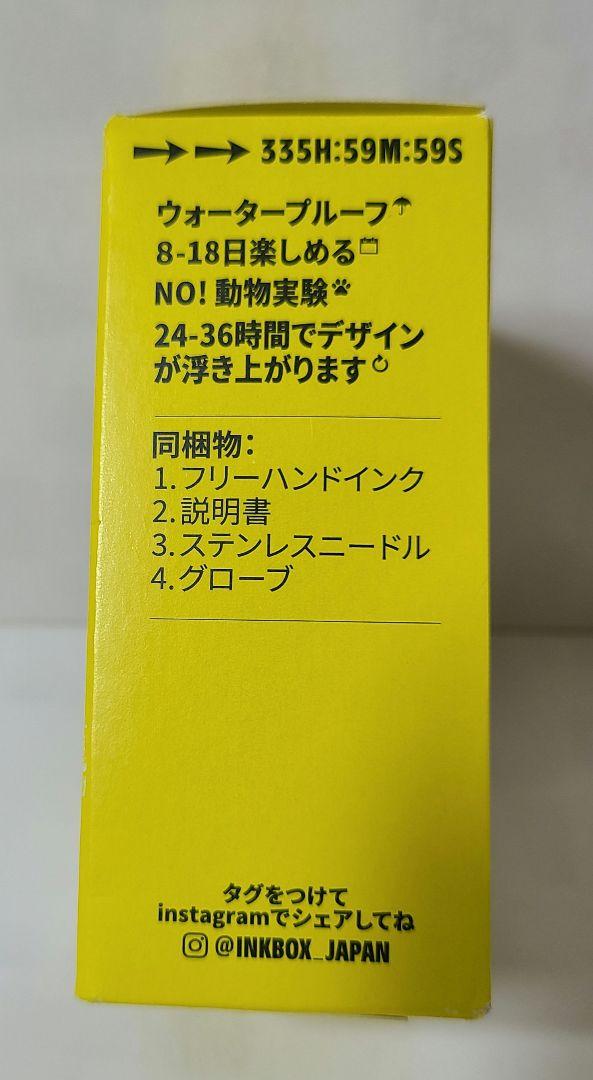 335H:59M:59S
ウォータープルーフ
8-18日楽しめる
NO! 動物実験
24-36時間でデザイン
が浮き上がります
同梱物:
1.フリーハンドインク
2.説明書
3.ステンレスニードル
4.グローブ
タグをつけて
instagramでシェアしてね
@INKBOX_JAPAN